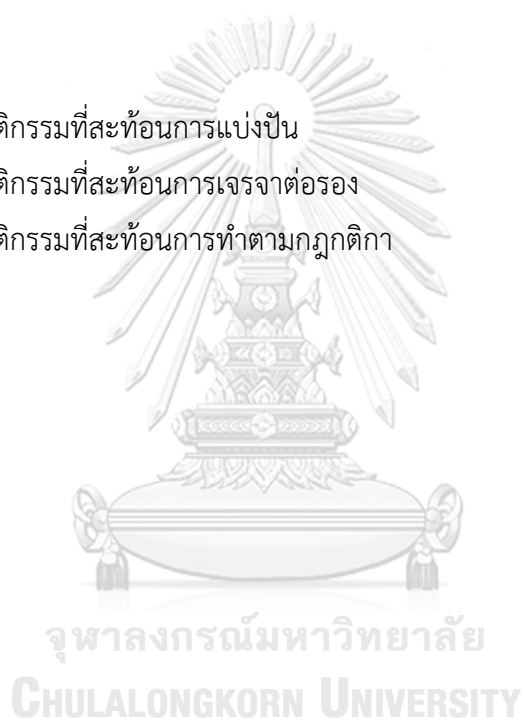 ติกรรมที่สะท้อนการแบ่งปัน
ติกรรมที่สะท้อนการเจรจาต่อรอง
ติกรรมที่สะท้อนการทำตามกฎกติกา
จุฬาลงกรณ์มหาวิทยาลัย
CHULALONGKORN UNIVERSITY